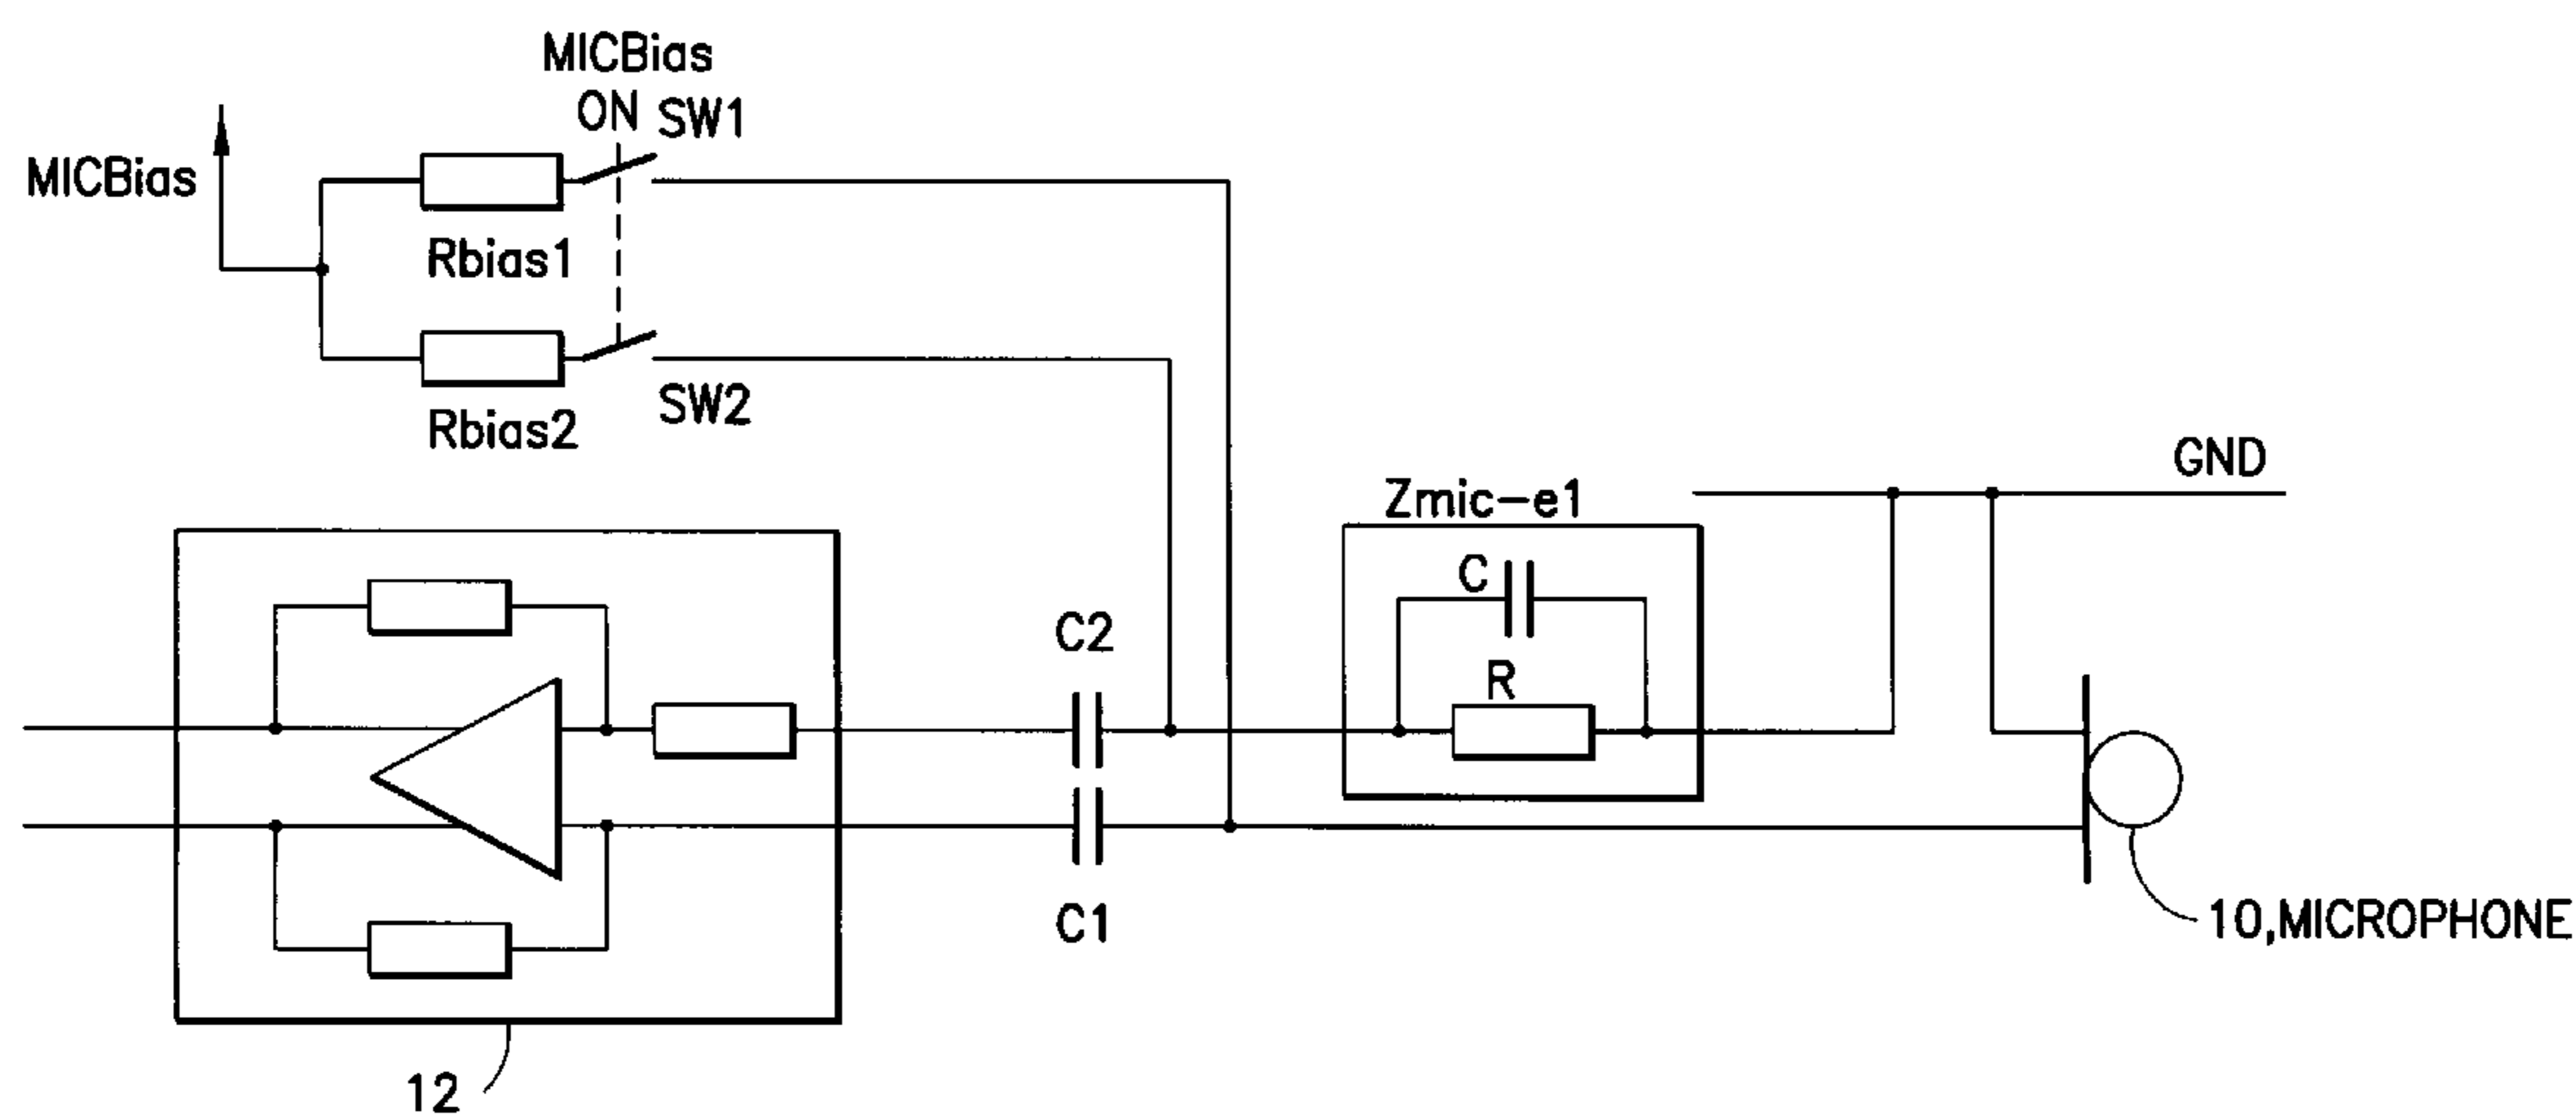 MICBias
ON SW1
MICBias
Rbias1
SW2
Rbias2
GND
Zmic-e1
C
C2
R
C1
10,MICROPHONE
12